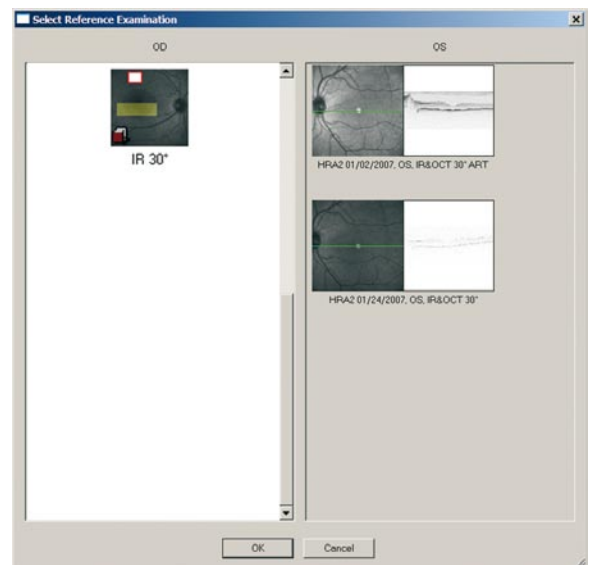 Select Reference Examination
OD
OS
IR 30°
HRA2 01/02/2007, OS, IR&OCT 30° ART
HRA2 01/24/2007, OS, IR&OCT 30°
OK
Cancel